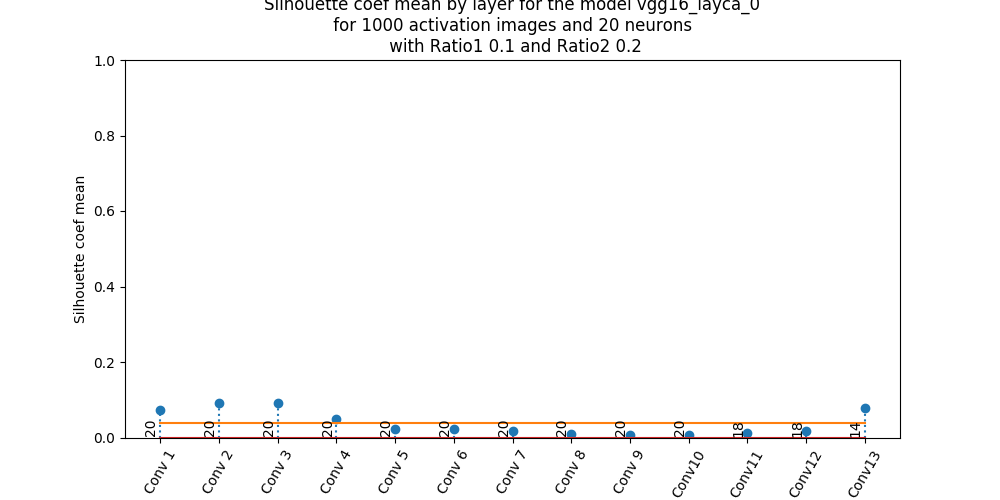 Silhouette coef mean by layer for the model vgg16_layca_0
for 1000 activation images and 20 neurons
with Ratio1 0.1 and Ratio2 0.2
Silhouette coef mean
1.0
0.8
0.6
0.4
0.2
0.0
20
20
20
20
20
20
20
20
20
20
18
18
14
Conv 1
Conv 2
Conv 3
Conv 4
Conv 5
Conv 6
Conv 7
Conv 8
Conv 9
Conv10
Conv11
Conv12
Conv13